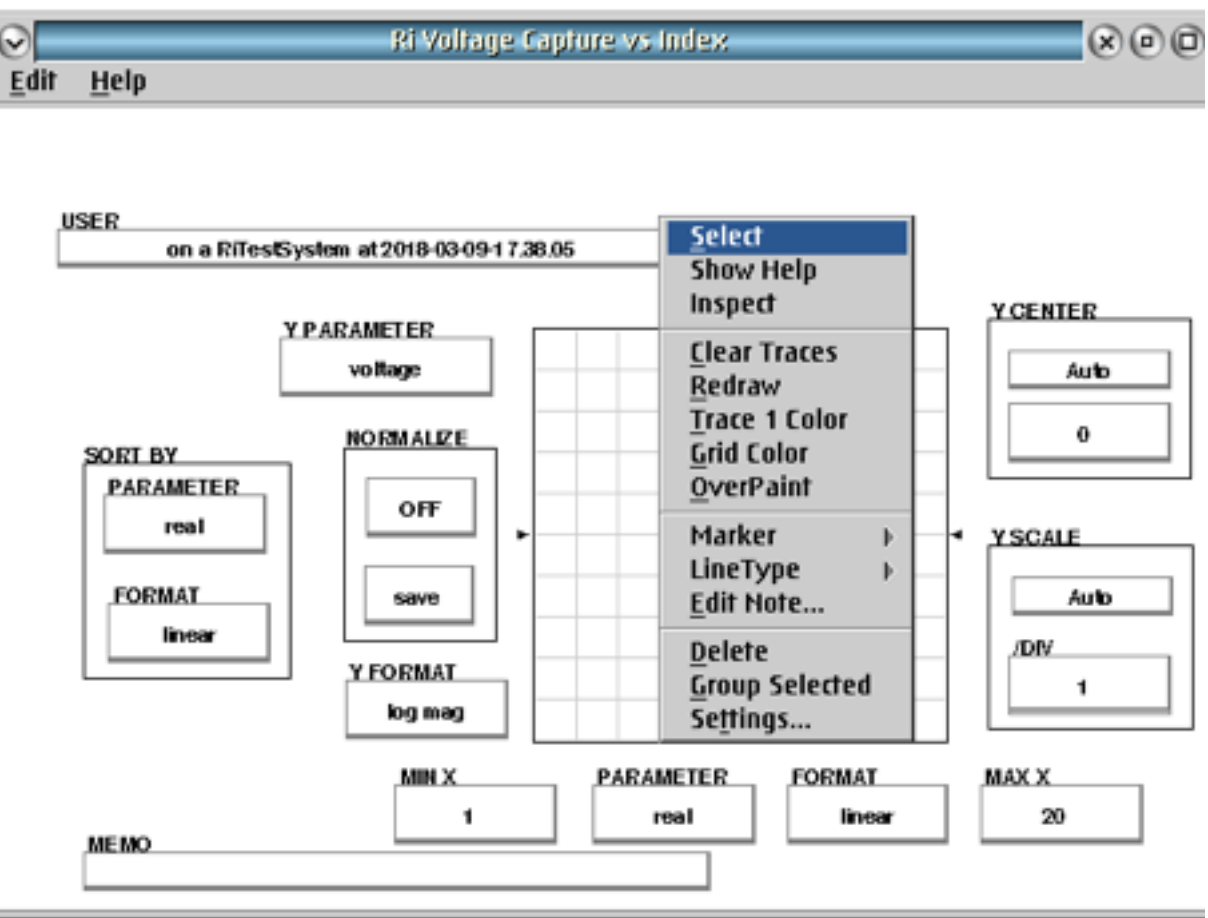 Ri Voltage Capture vs Index
Edit Help
USER
on a RiTestSystem at 2018-03-09-17.38.05
Select
Show Help
Inspect
Clear Traces
Redraw
Trace 1 Color
Grid Color
OverPaint
Marker
LineType
Edit Note...
Delete
Group Selected
Settings...
Y PARAMETER
voltage
Y CENTER
Auto
0
SORT BY
PARAMETER
real
FORMAT
linear
NORMALIZE
OFF
save
Y FORMAT
log mag
Y SCALE
Auto
/DIV
1
MIN X
1
PARAMETER
real
FORMAT
linear
MAX X
20
MEMO